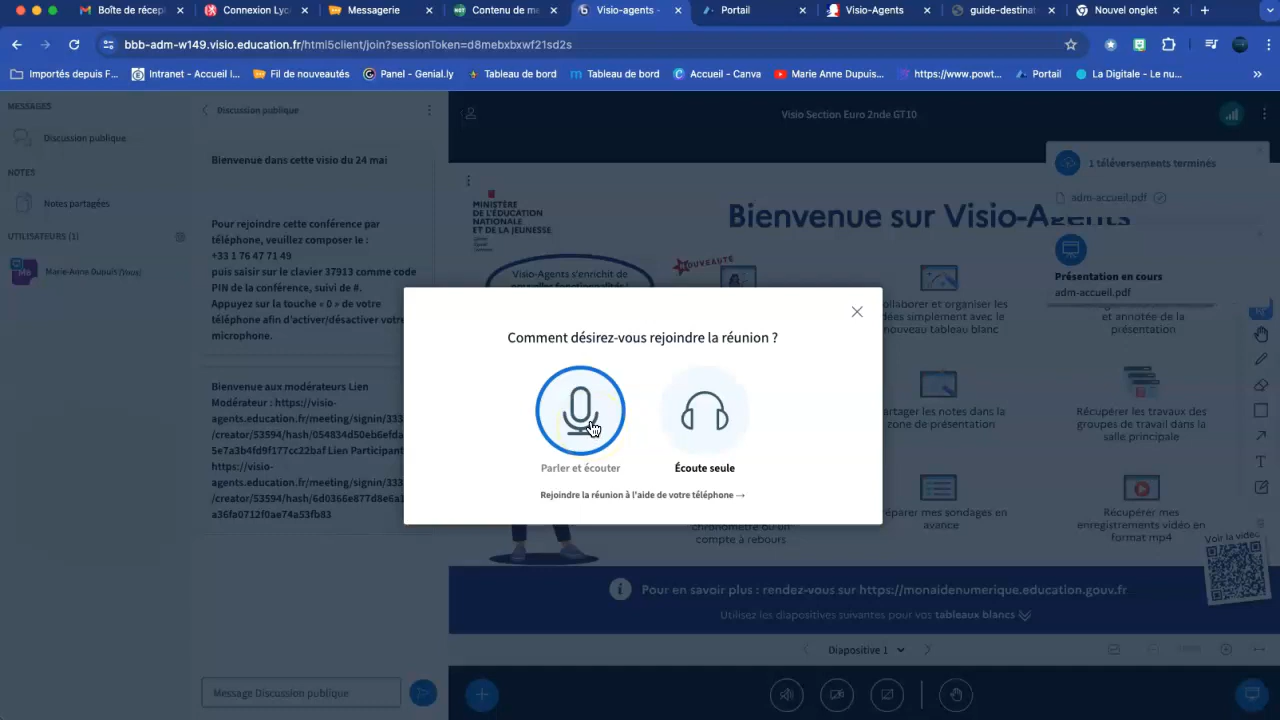 Boîte de récep
Connexion Lyc
Messagerie
Contenu de me
Visio-agents -
Portail
Visio-Agents
guide-destinat
Nouvel onglet
bbb-adm-w149.visio.education.fr/html5client/join?sessionToken=d8mebxbxwf21sd2s
Importés depuis F...
Intranet - Accueil I...
Fil de nouveautés
Panel - Genial.ly
Tableau de bord
Tableau de bord
Accueil - Canva
Marie Anne Dupuis...
https://www.powt...
Portail
La Digitale - Le nu...
MESSAGES
Discussion publique
NOTES
Notes partagées
UTILISATEURS (1)
Ma
Marie-Anne Dupuis (Vous)
Discussion publique
Bienvenue dans cette visio du 24 mai
Pour rejoindre cette conférence par
téléphone, veuillez composer le :
+33 1 76 47 71 49
puis saisir sur le clavier 37913 comme code
PIN de la conférence, suivi de #.
Appuyez sur la touche « 0 » de votre
téléphone afin d'activer/désactiver votre
microphone.
Bienvenue aux modérateurs Lien
Modérateur : https://visio-
agents.education.fr/meeting/signin/333
/creator/53594/hash/054834d50eb6efda
5e7a3b4fd9f177cc22baf Lien Participant
https://visio-
agents.education.fr/meeting/signin/333
/creator/53594/hash/6d0366e877d8e6a1
a36fa0712f0ae74a53fb83
Message Discussion publique
Visio Section Euro 2nde GT10
1 téléversements terminés
adm-accueil.pdf
Présentation en cours
adm-accueil.pdf
MINISTÈRE
DE L'ÉDUCATION
NATIONALE
ET DE LA JEUNESSE
Bienvenue sur Visio-Agents
Visio-Agents s'enrichit de
nouvelles fonctionnalités :
NOUVEAUTÉ
ollaborer et organiser les
dées simplement avec le
nouveau tableau blanc
et annotée de la
présentation
artager les notes dans la
zone de présentation
Récupérer les travaux des
groupes de travail dans la
salle principale
chronomètre ou un
compte à rebours
éparer mes sondages en
avance
Récupérer mes
enregistrements vidéo en
format mp4
Voir la vidéo
Comment désirez-vous rejoindre la réunion ?
Parler et écouter
Écoute seule
Rejoindre la réunion à l'aide de votre téléphone →
Pour en savoir plus : rendez-vous sur https://monaidenumerique.education.gouv.fr
Utilisez les diapositives suivantes pour vos tableaux blancs
Diapositive 1